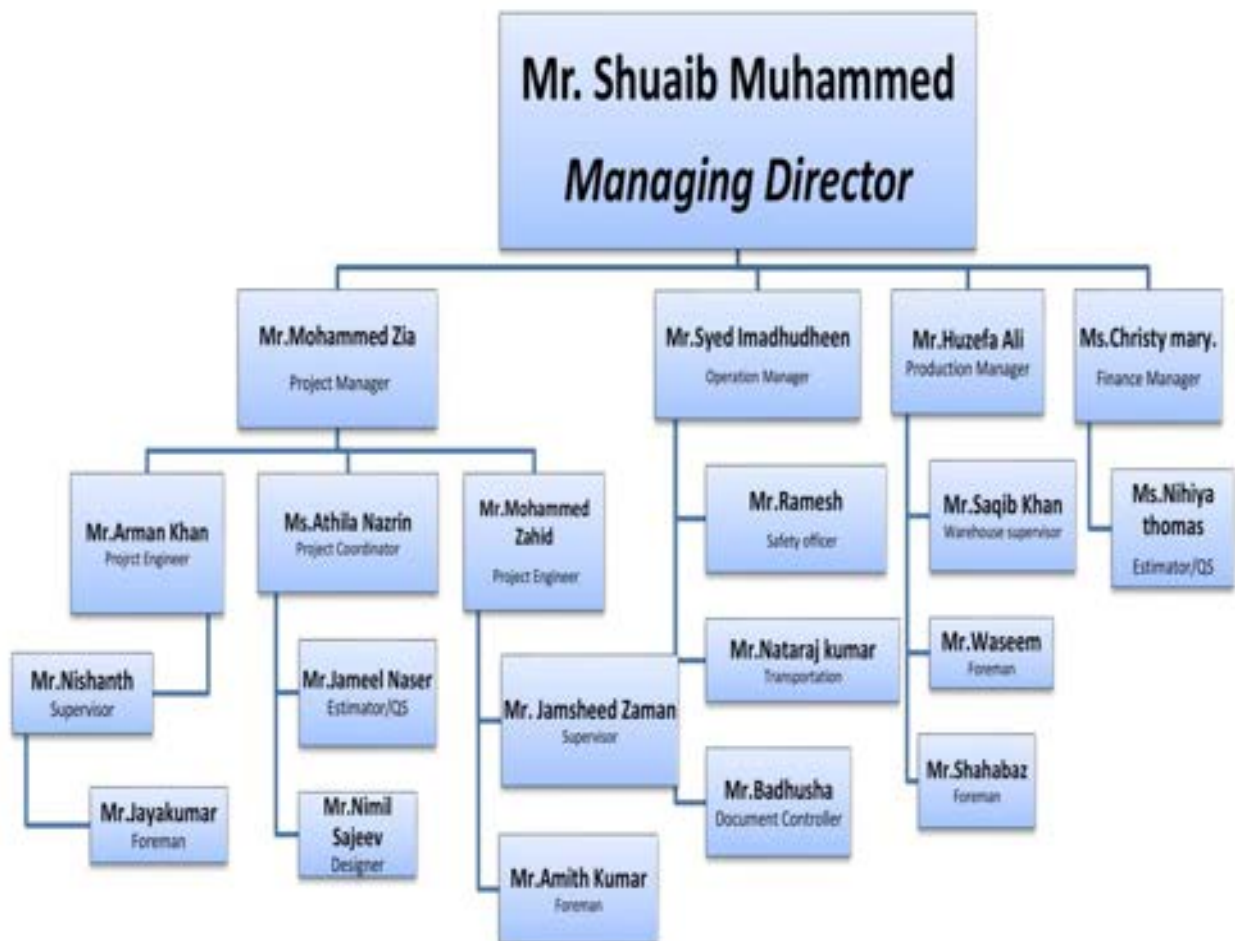 Mr. Shuaib Muhammed
Managing Director
Mr.Mohammed Zia
Project Manager
Mr.Syed Imadhudheen
Operation Manager
Mr.Huzefa Ali
Production Manager
Ms.Christy mary.
Finance Manager
Mr.Arman Khan
Projrct Engineer
Ms.Athila Nazrin
Project Coordinator
Mr.Mohammed
Zahid
Project Engineer
Mr.Ramesh
Safety officer
Mr.Saqib Khan
Warehouse supervisor
Ms.Nihiya
thomas
Estimator/QS
Mr.Nishanth
Supervisor
Mr.Jameel Naser
Estimator/QS
Mr. Jamsheed Zaman
Supervisor
Mr.Nataraj kumar
Transportation
Mr.Waseem
Foreman
Mr.Jayakumar
Foreman
Mr.Nimil
Sajeev
Designer
Mr.Amith Kumar
Foreman
Mr.Badhusha
Document Controller
Mr.Shahabaz
Foreman